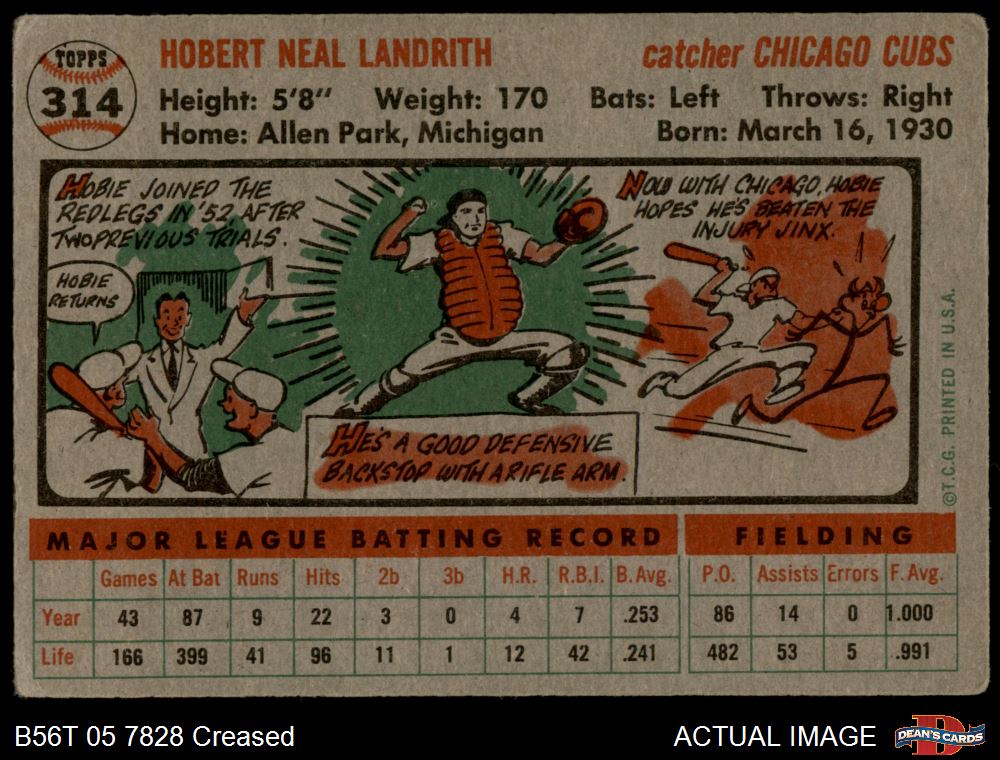 TOPPS
314
HOBERT NEAL LANDRITH
catcher CHICAGO CUBS
Height: 5'8" Weight: 170 Bats: Left Throws: Right
Home: Allen Park, Michigan Born: March 16, 1930
HOBIE JOINED THE
REDLEGS IN '52 AFTER
TWO PREVIOUS TRIALS.
HOBIE
RETURNS
HE'S A GOOD DEFENSIVE
BACKSTOP WITH A RIFLE ARM.
NOW WITH CHICAGO, HOBIE
HOPES HE'S BEATEN THE
INJURY JINX.
©T.C.G. PRINTED IN U.S.A.
MAJOR LEAGUE BATTING RECORD FIELDING
Games At Bat Runs Hits 2b 3b H.R. R.B.I. B. Avg. P.O. Assists Errors F. Avg.
Year 43 87 9 22 3 0 4 7 .253 86 14 0 1.000
Life 166 399 41 96 11 1 12 42 .241 482 53 5 .991
B56T 05 7828 Creased ACTUAL IMAGE
DEAN'S CARDS